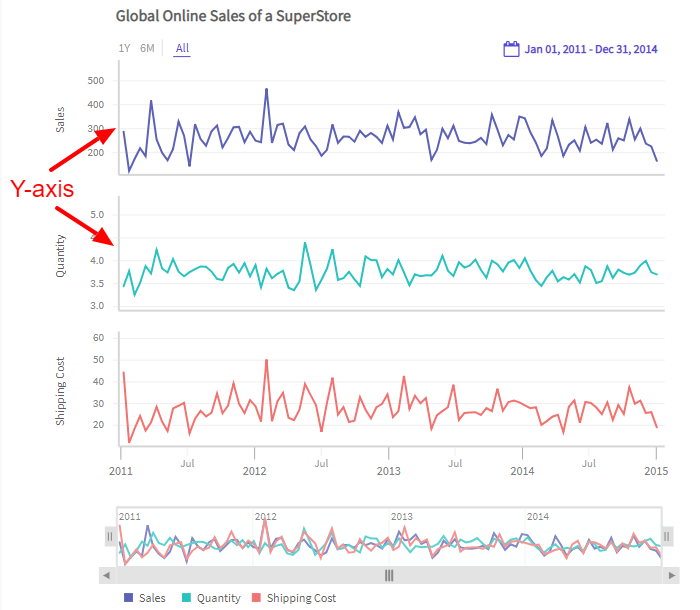 Global Online Sales of a SuperStore
1Y 6M All
Jan 01, 2011 - Dec 31, 2014
Sales
500
400
300
200
Y-axis
Quantity
5.0
4.0
3.5
3.0
Shipping Cost
60
50
40
30
20
2011 Jul 2012 Jul 2013 Jul 2014 Jul 2015
2011 2012 2013 2014
Sales Quantity Shipping Cost